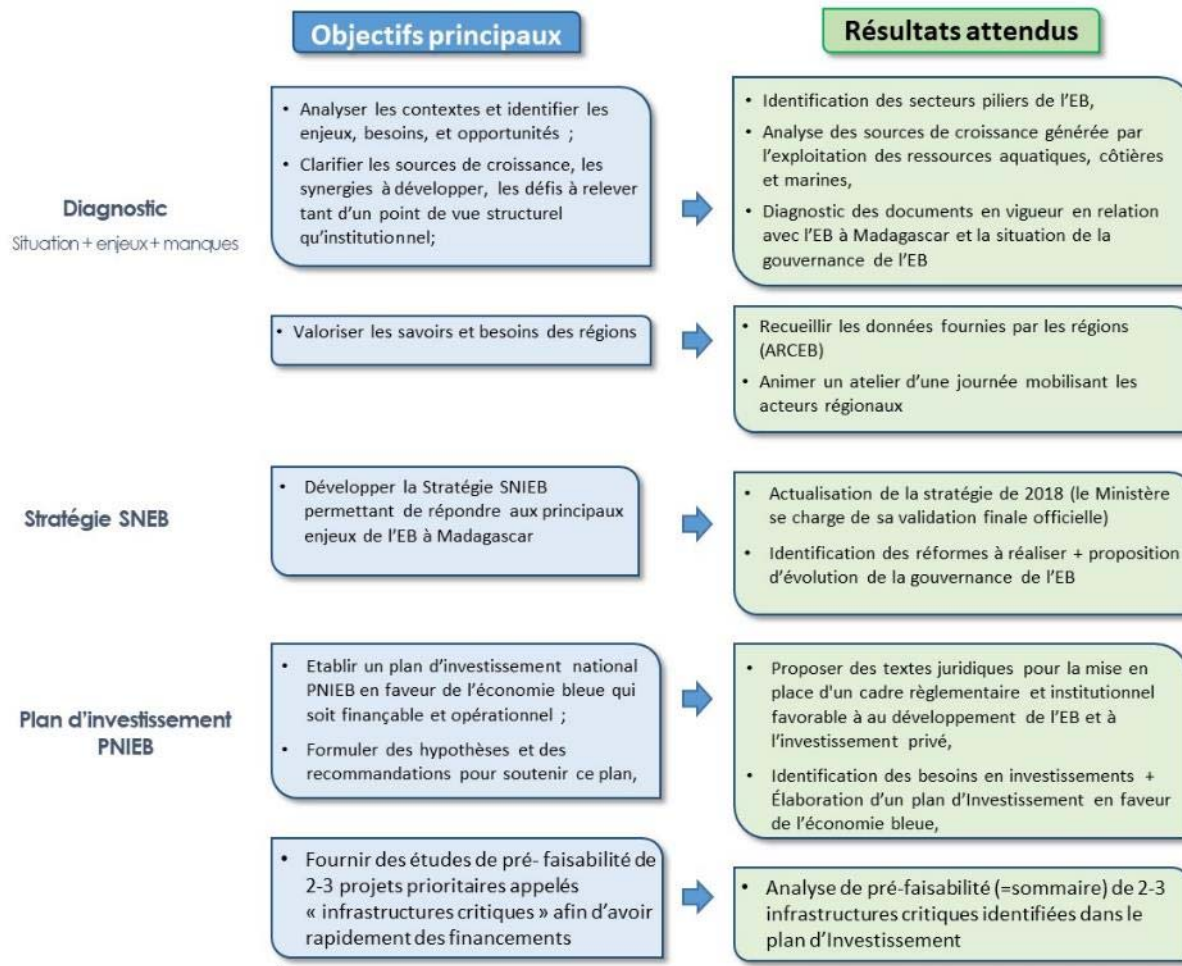 Objectifs principaux
Résultats attendus
Diagnostic
Situation + enjeux + manques
• Analyser les contextes et identifier les
enjeux, besoins, et opportunités ;
• Clarifier les sources de croissance, les
synergies à développer, les défis à relever
tant d'un point de vue structurel
qu'institutionnel;
• Identification des secteurs piliers de l'EB,
• Analyse des sources de croissance générée par
l'exploitation des ressources aquatiques, côtières
et marines,
• Diagnostic des documents en vigueur en relation
avec l'EB à Madagascar et la situation de la
gouvernance de l'EB
• Valoriser les savoirs et besoins des régions
• Recueillir les données fournies par les régions
(ARCEB)
• Animer un atelier d'une journée mobilisant les
acteurs régionaux
Stratégie SNEB
• Développer la Stratégie SNIEB
permettant de répondre aux principaux
enjeux de l'EB à Madagascar
• Actualisation de la stratégie de 2018 (le Ministère
se charge de sa validation finale officielle)
• Identification des réformes à réaliser + proposition
d'évolution de la gouvernance de l'EB
Plan d'investissement
PNIEB
• Etablir un plan d'investissement national
PNIEB en faveur de l'économie bleue qui
soit finançable et opérationnel ;
• Formuler des hypothèses et des
recommandations pour soutenir ce plan,
• Proposer des textes juridiques pour la mise en
place d'un cadre règlementaire et institutionnel
favorable à au développement de l'EB et à
l'investissement privé,
• Identification des besoins en investissements +
Élaboration d'un plan d'Investissement en faveur
de l'économie bleue,
• Fournir des études de pré- faisabilité de
2-3 projets prioritaires appelés
« infrastructures critiques » afin d'avoir
rapidement des financements
• Analyse de pré-faisabilité (=sommaire) de 2-3
infrastructures critiques identifiées dans le
plan d'Investissement